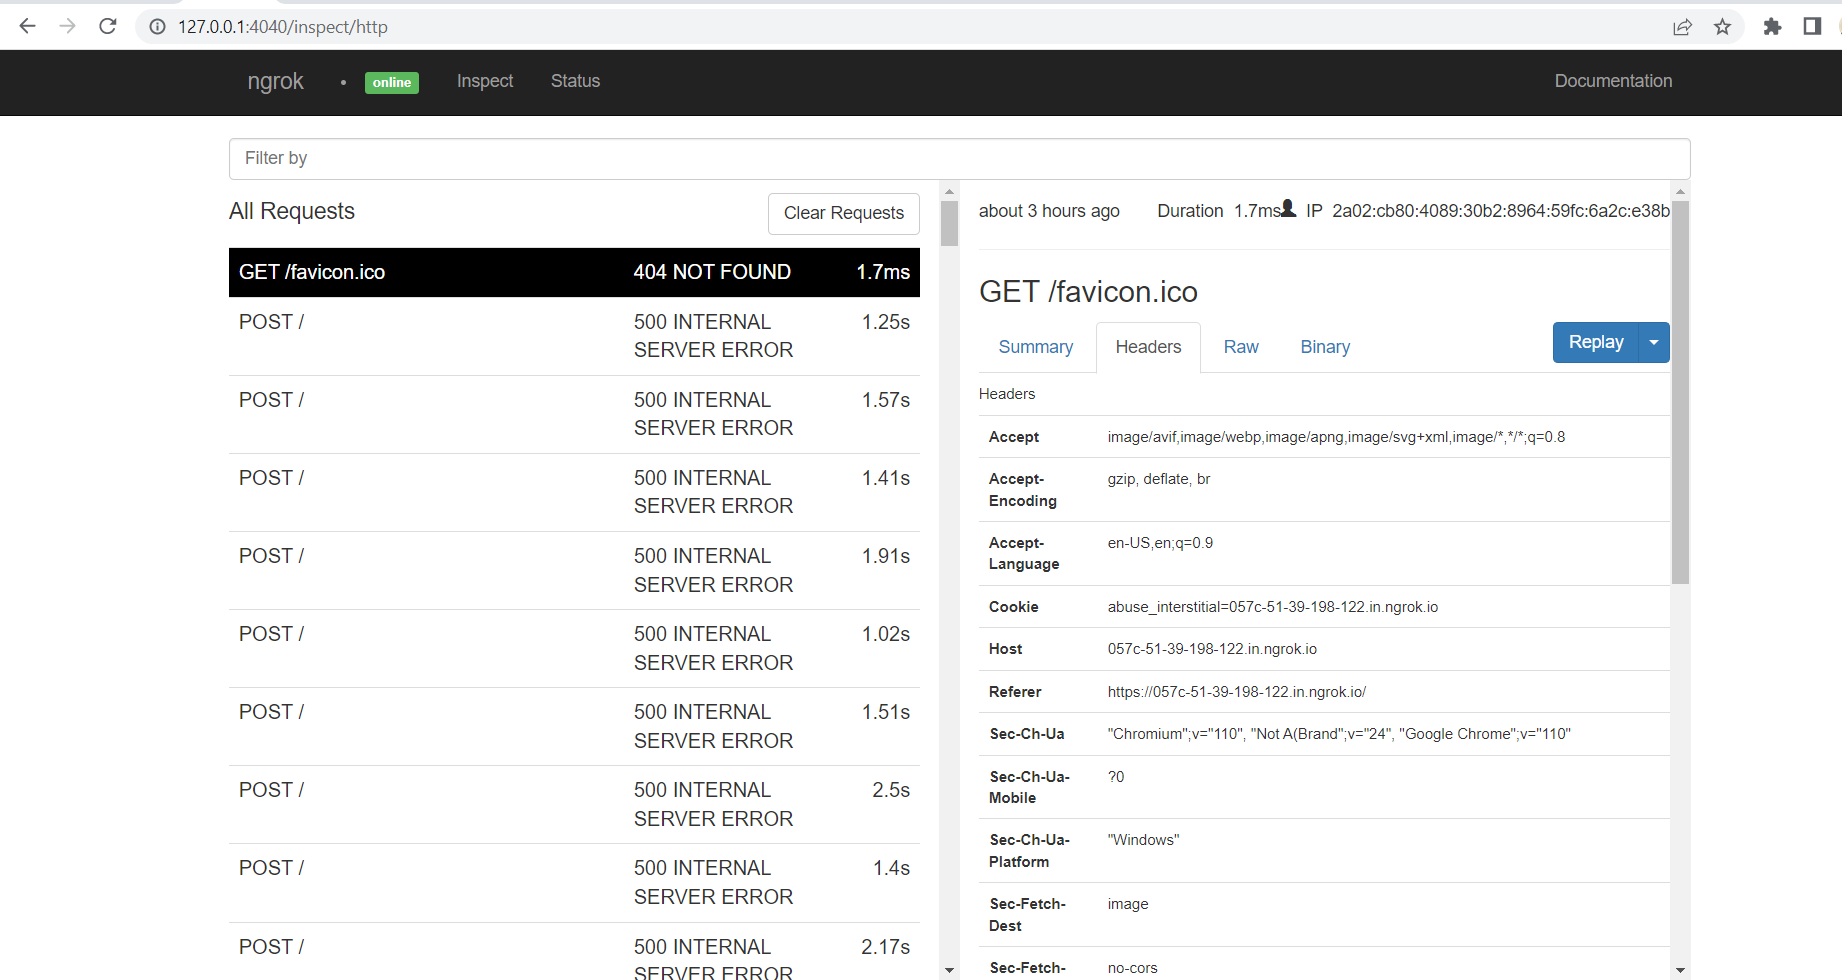 127.0.0.1:4040/inspect/http
ngrok • online Inspect Status Documentation
Filter by
All Requests
Clear Requests
GET /favicon.ico 404 NOT FOUND 1.7ms
POST / 500 INTERNAL SERVER ERROR 1.25s
POST / 500 INTERNAL SERVER ERROR 1.57s
POST / 500 INTERNAL SERVER ERROR 1.41s
POST / 500 INTERNAL SERVER ERROR 1.91s
POST / 500 INTERNAL SERVER ERROR 1.02s
POST / 500 INTERNAL SERVER ERROR 1.51s
POST / 500 INTERNAL SERVER ERROR 2.5s
POST / 500 INTERNAL SERVER ERROR 1.4s
POST / 500 INTERNAL SERVER ERROR 2.17s
about 3 hours ago Duration 1.7ms IP 2a02:cb80:4089:30b2:8964:59fc:6a2c:e38b
GET /favicon.ico
Summary Headers Raw Binary Replay
Headers
Accept image/avif,image/webp,image/apng,image/svg+xml,image/*,*/*;q=0.8
Accept-Encoding gzip, deflate, br
Accept-Language en-US,en;q=0.9
Cookie abuse_interstitial=057c-51-39-198-122.in.ngrok.io
Host 057c-51-39-198-122.in.ngrok.io
Referer https://057c-51-39-198-122.in.ngrok.io/
Sec-Ch-Ua "Chromium";v="110", "Not A(Brand";v="24", "Google Chrome";v="110"
Sec-Ch-Ua-Mobile ?0
Sec-Ch-Ua-Platform "Windows"
Sec-Fetch-Dest image
Sec-Fetch- no-cors